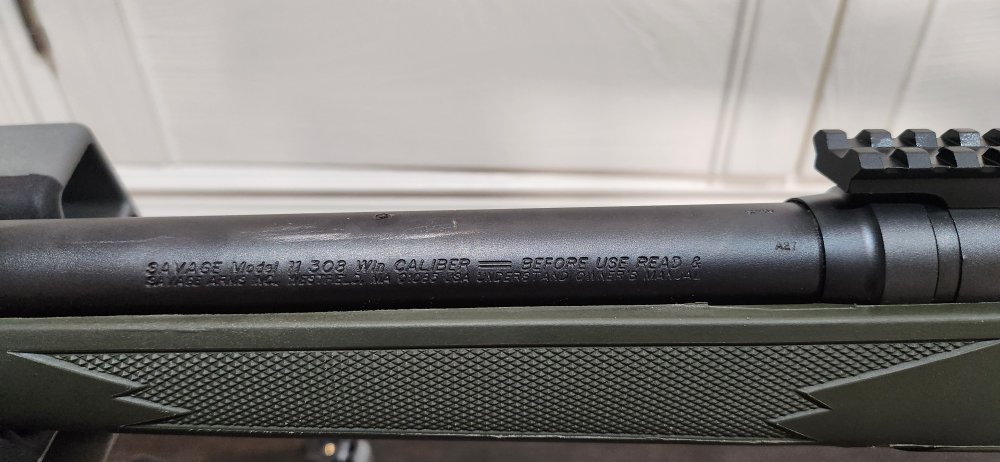 SAVAGE Model 11 308 Win CALIBER == BEFORE USE READ &
SAVAGE ARMS INC. WESTFIELD, MA 01085 USA UNDERSTAND OWNER'S MANUAL